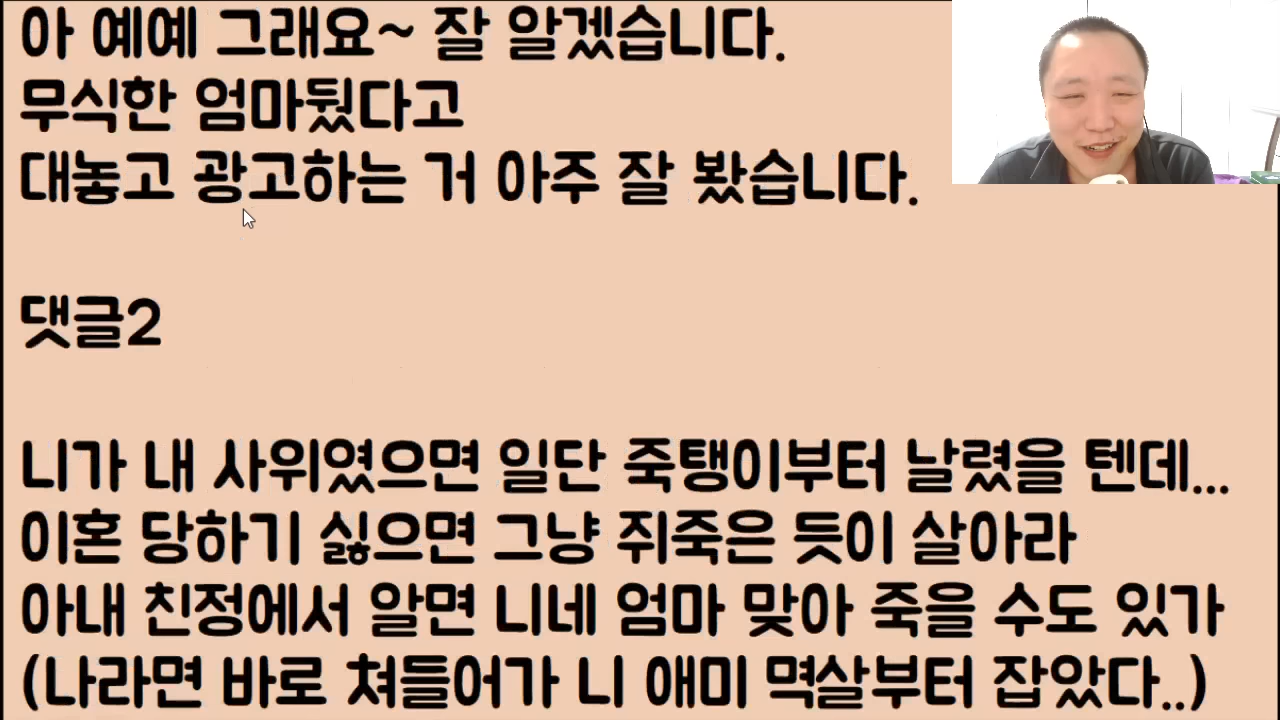 아 예예 그래요~ 잘 알겠습니다.
무식한 엄마뒀다고
대놓고 광고하는 거 아주 잘 봤습니다.
댓글2
니가 내 사위였으면 일단 죽탱이부터 날렸을 텐데...
이혼 당하기 싫으면 그냥 쥐죽은 듯이 살아라
아내 친정에서 알면 니네 엄마 맞아 죽을 수도 있가
(나라면 바로 쳐들어가 니 애미 멱살부터 잡았다..)